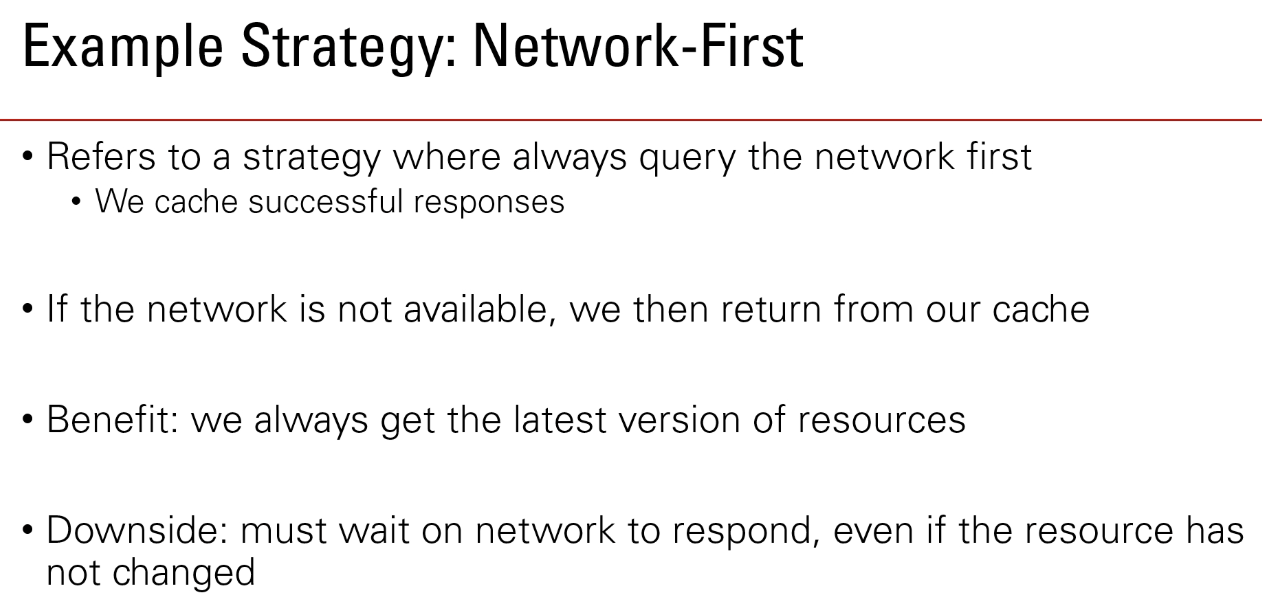 Example Strategy: Network-First
• Refers to a strategy where always query the network first
• We cache successful responses
• If the network is not available, we then return from our cache
• Benefit: we always get the latest version of resources
• Downside: must wait on network to respond, even if the resource has
not changed